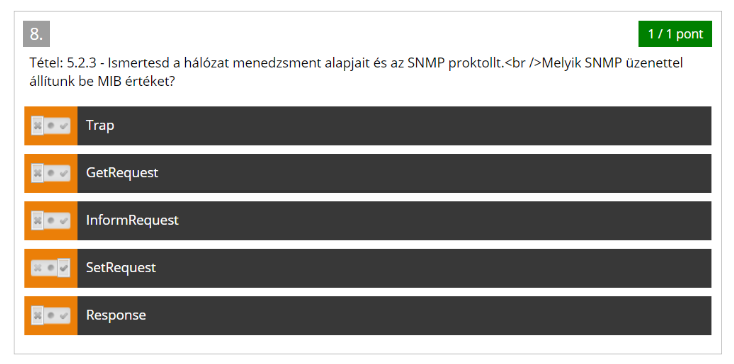 8.
1 / 1 pont
Tétel: 5.2.3 - Ismertesd a hálózat menedzsment alapjait és az SNMP proktollt.<br />Melyik SNMP üzenettel
állítunk be MIB értéket?
Trap
GetRequest
InformRequest
SetRequest
Response